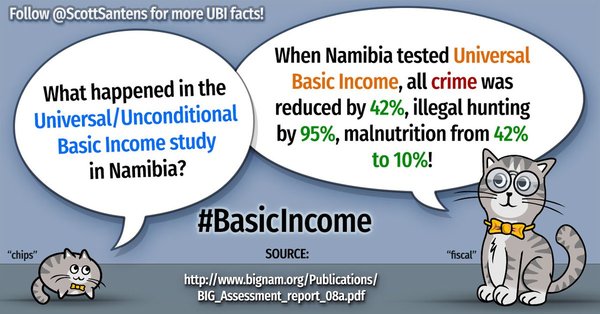 Follow @ScottSantens for more UBI facts!
What happened in the
Universal/Unconditional
Basic Income study
in Namibia?
When Namibia tested Universal
Basic Income, all crime was
reduced by 42%, illegal hunting
by 95%, malnutrition from 42%
to 10%!
#BasicIncome
"chips"
SOURCE:
"fiscal"
http://www.bignam.org/Publications/
BIG_Assessment_report_08a.pdf